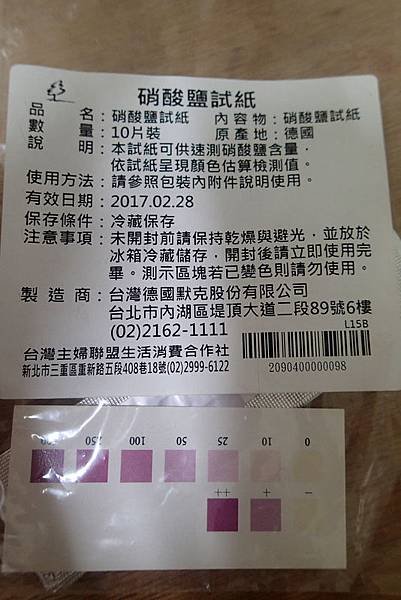 硝酸鹽試紙
品　　名：硝酸鹽試紙　內容物：硝酸鹽試紙
數　　量：10片裝　原產地：德國
說　　明：本試紙可供速測硝酸鹽含量，
依試紙呈現顏色估算檢測值。
使用方法：請參照包裝內附件說明使用。
有效日期：2017.02.28
保存條件：冷藏保存
注意事項：未開封前請保持乾燥與避光，並放於
冰箱冷藏儲存，開封後請立即使用完
畢。測示區塊若已變色則請勿使用。
製 造 商：台灣德國默克股份有限公司
台北市內湖區堤頂大道二段89號6樓
(02)2162-1111
L15B
台灣主婦聯盟生活消費合作社
新北市三重區重新路五段408巷18號(02)2999-6122
2090400000098
250 100 50 25 10 0
++ + −